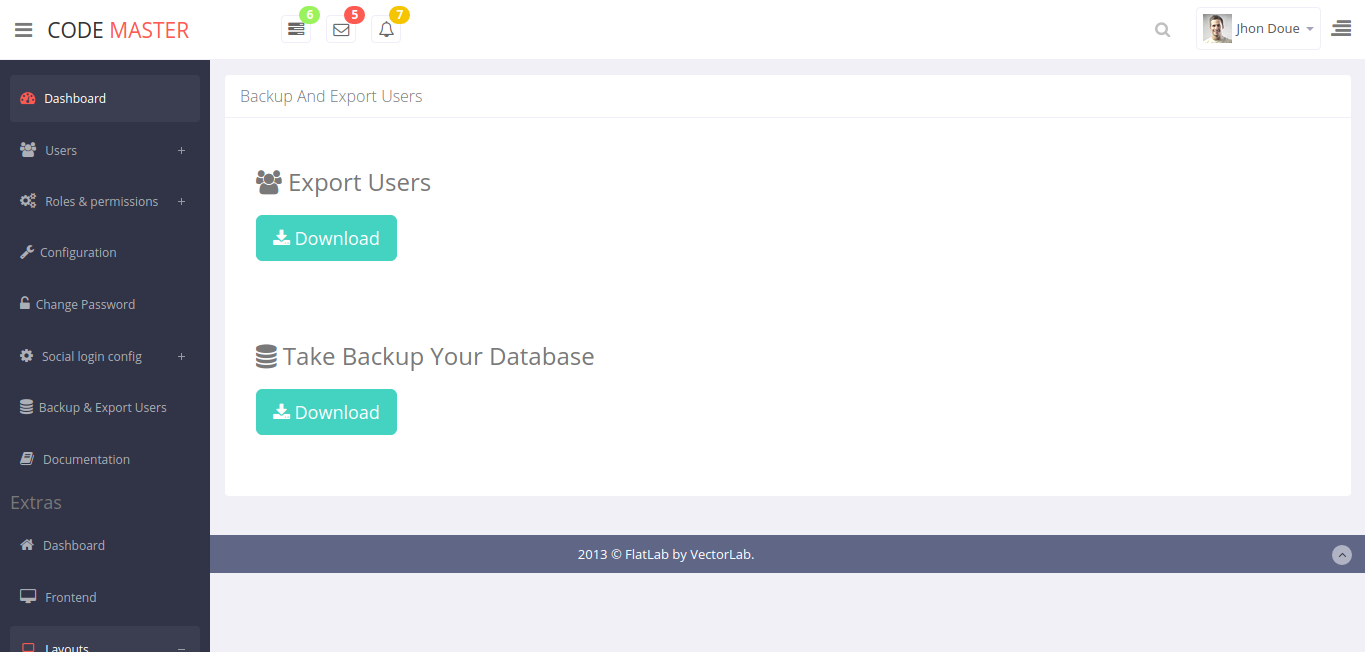 CODE MASTER
6
5
7
Jhon Doue
Dashboard
Users
Roles & permissions
Configuration
Change Password
Social login config
Backup & Export Users
Documentation
Extras
Dashboard
Frontend
Layouts
Backup And Export Users
Export Users
Download
Take Backup Your Database
Download
2013 © FlatLab by VectorLab.